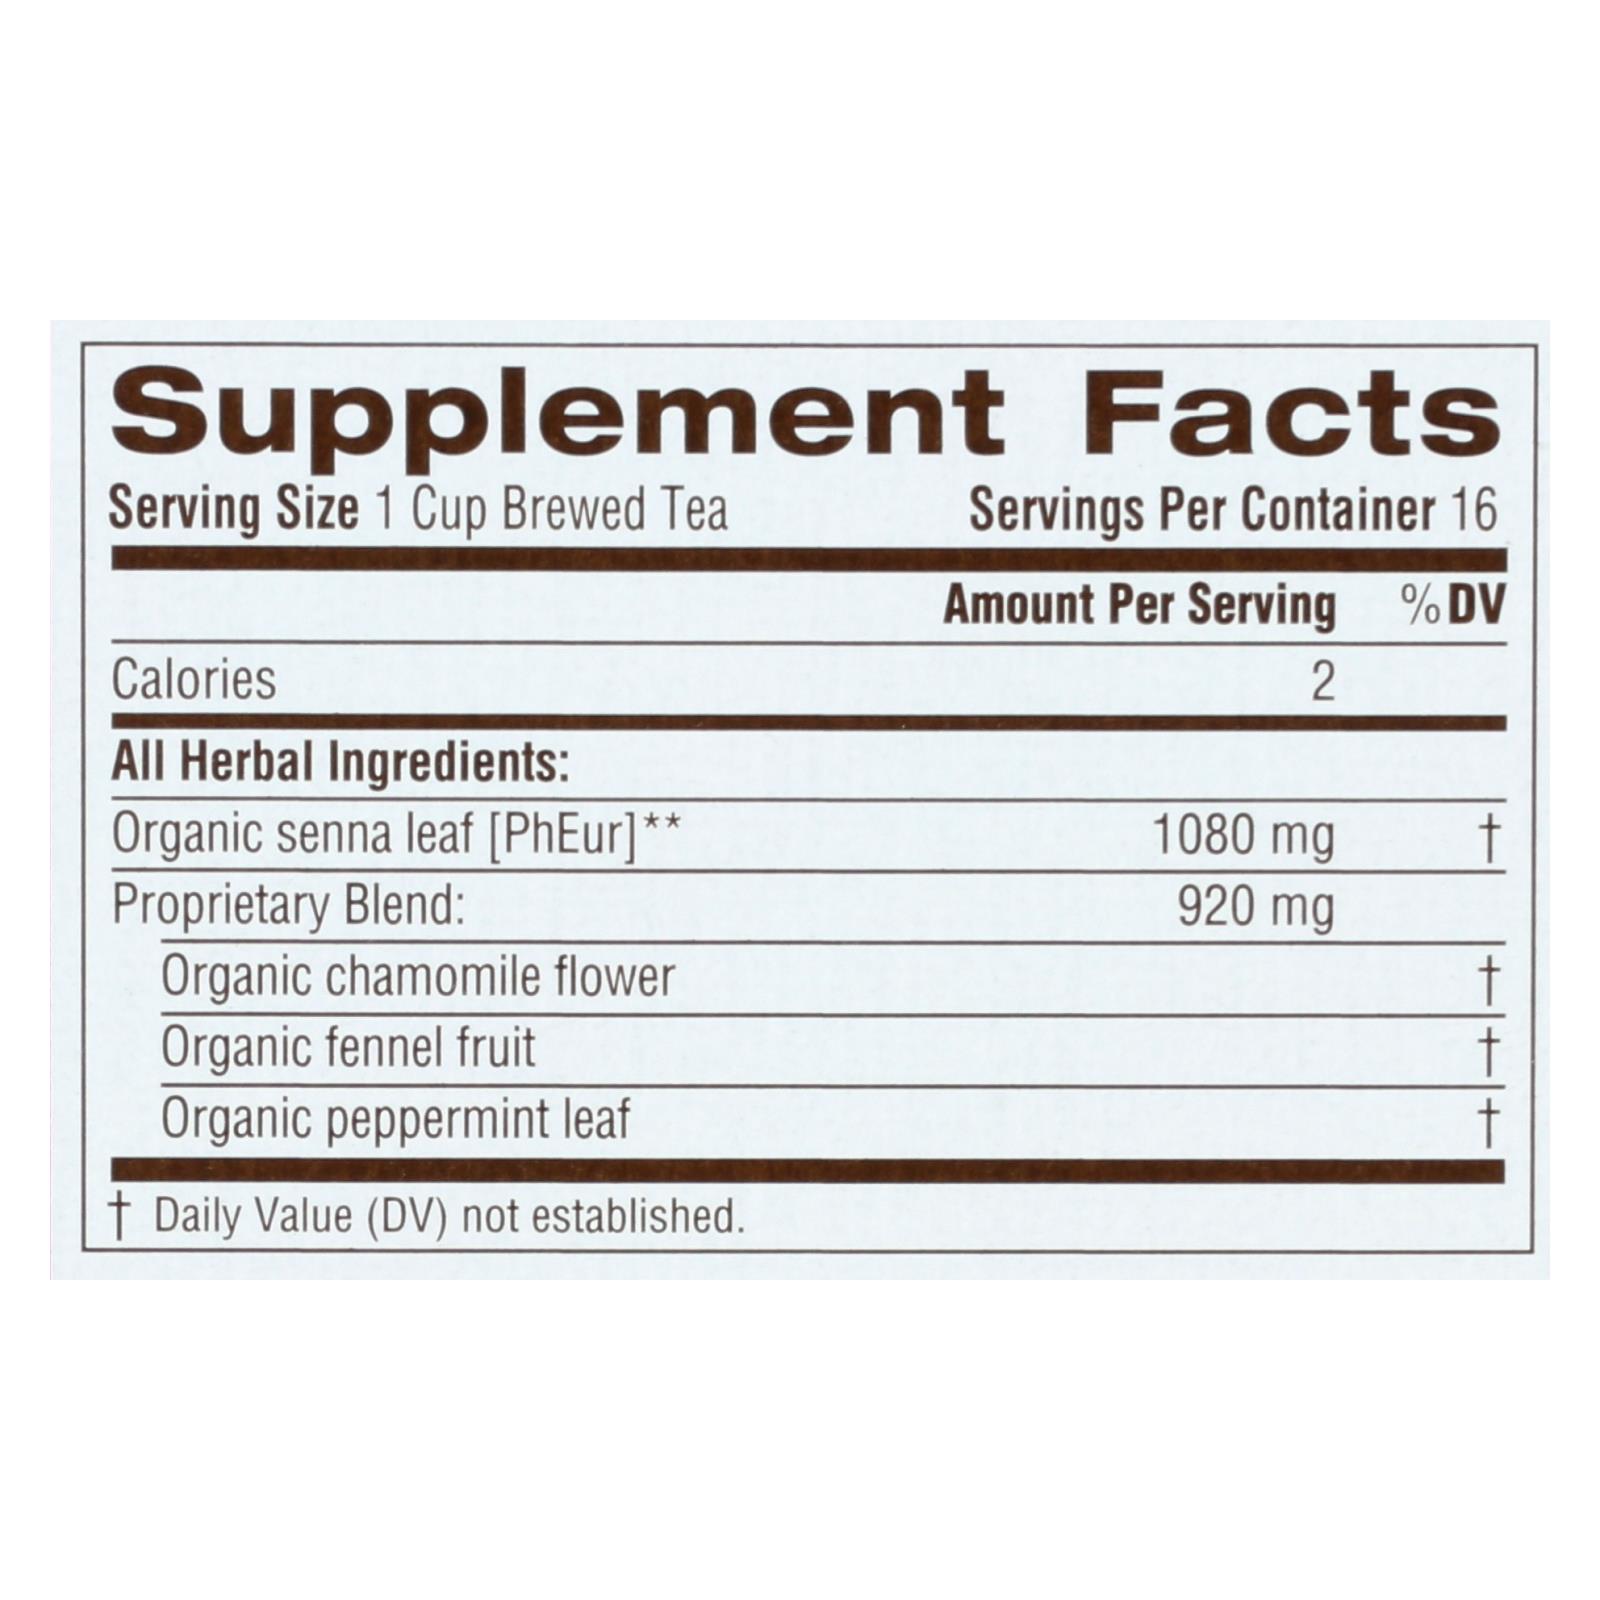 Supplement Facts
Serving Size 1 Cup Brewed Tea Servings Per Container 16
Amount Per Serving % DV
Calories 2
All Herbal Ingredients:
Organic senna leaf [PhEur]** 1080 mg †
Proprietary Blend: 920 mg
Organic chamomile flower †
Organic fennel fruit †
Organic peppermint leaf †
† Daily Value (DV) not established.